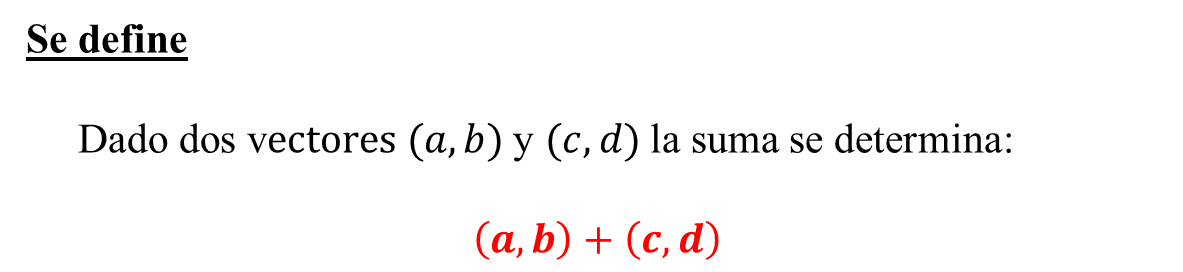 Se define
Dado dos vectores (a, b) y (c, d) la suma se determina:
(a, b) + (c, d)